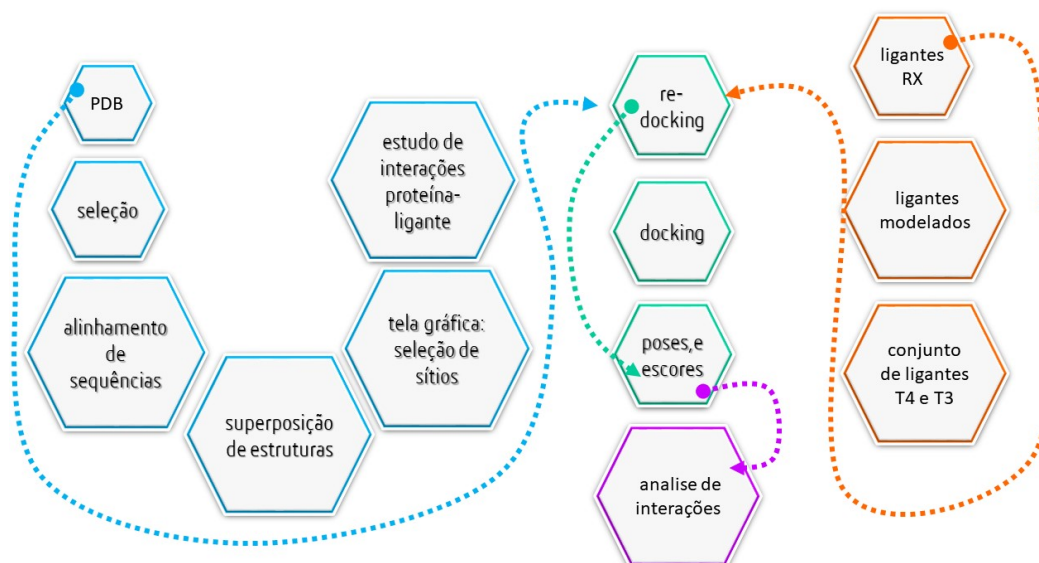 PDB
seleção
alinhamento
de
sequências
superposição
de estruturas
tela gráfica:
seleção de
sítios
estudo de
interações
proteína-
ligante
re-
docking
docking
poses,e
escores
analise de
interações
ligantes
RX
ligantes
modelados
conjunto
de ligantes
T4 e T3